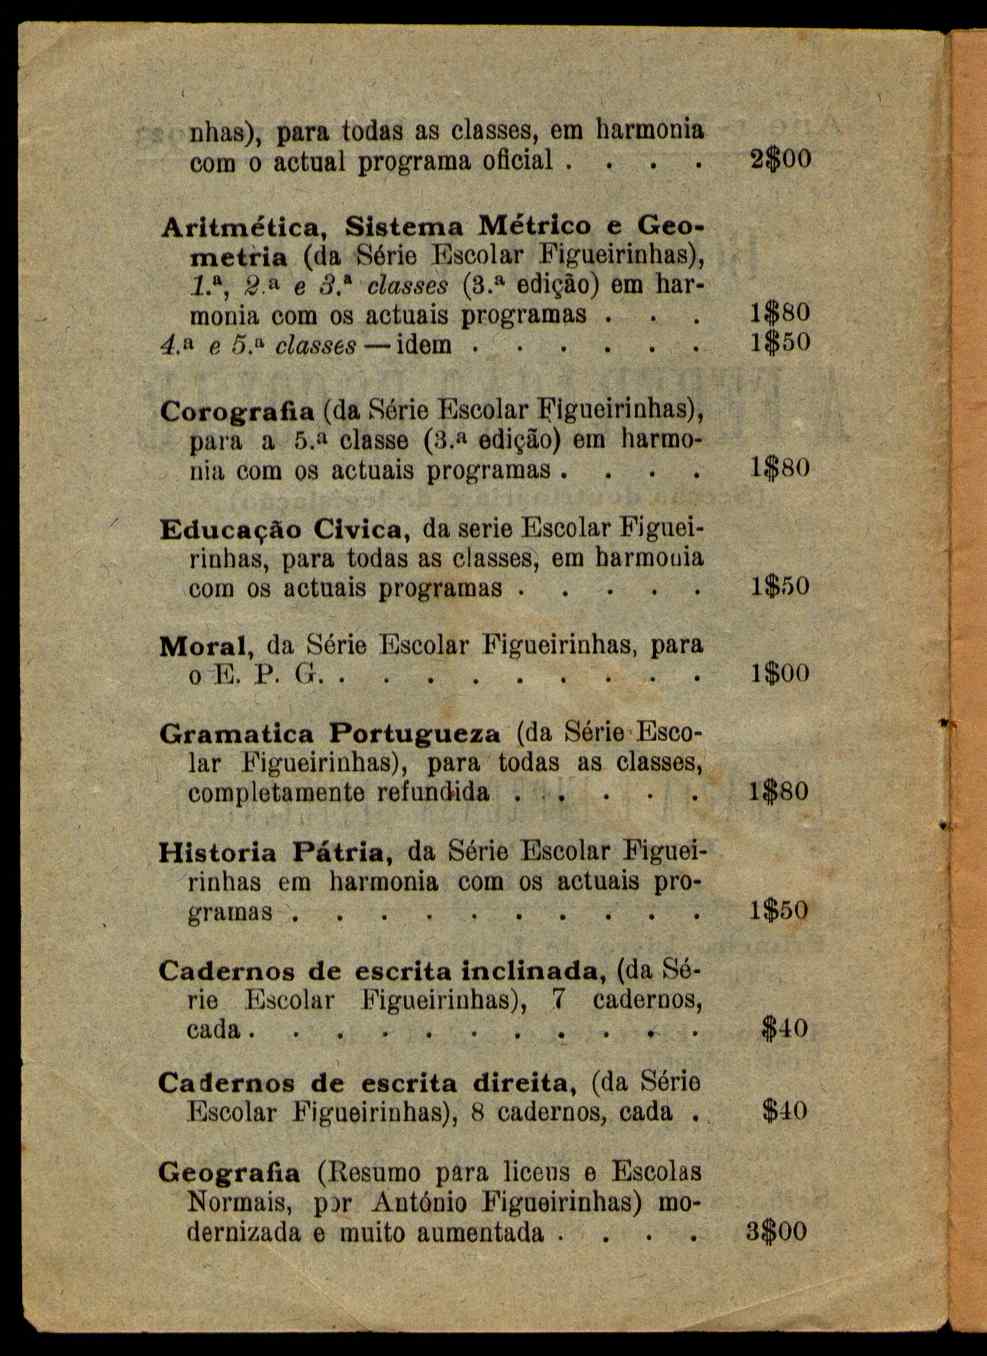 nhas), para todas as classes, em harmonia
com o actual programa oficial . . . . 2$00
Aritmética, Sistema Métrico e Geo-
metria (da Série Escolar Figueirinhas),
1.ª, 2.ª e 3.ª classes (3.ª edição) em har-
monia com os actuais programas . . . 1$80
4.ª e 5.ª classes — idem . . . . . . 1$50
Corografia (da Série Escolar Figueirinhas),
para a 5.ª classe (3.ª edição) em harmo-
nia com os actuais programas . . . . 1$80
Educação Civica, da serie Escolar Figuei-
rinhas, para todas as classes, em harmonia
com os actuais programas . . . . . 1$50
Moral, da Série Escolar Figueirinhas, para
o E. P. G. . . . . . . . . . 1$00
Gramatica Portugueza (da Série Esco-
lar Figueirinhas), para todas as classes,
completamente refundida . . . . . 1$80
Historia Pátria, da Série Escolar Figuei-
rinhas em harmonia com os actuais pro-
gramas . . . . . . . . . . 1$50
Cadernos de escrita inclinada, (da Sé-
rie Escolar Figueirinhas), 7 cadernos,
cada . . . . . . . . . . . $40
Cadernos de escrita direita, (da Série
Escolar Figueirinhas), 8 cadernos, cada . $40
Geografia (Resumo para liceus e Escolas
Normais, por António Figueirinhas) mo-
dernizada e muito aumentada . . . . 3$00